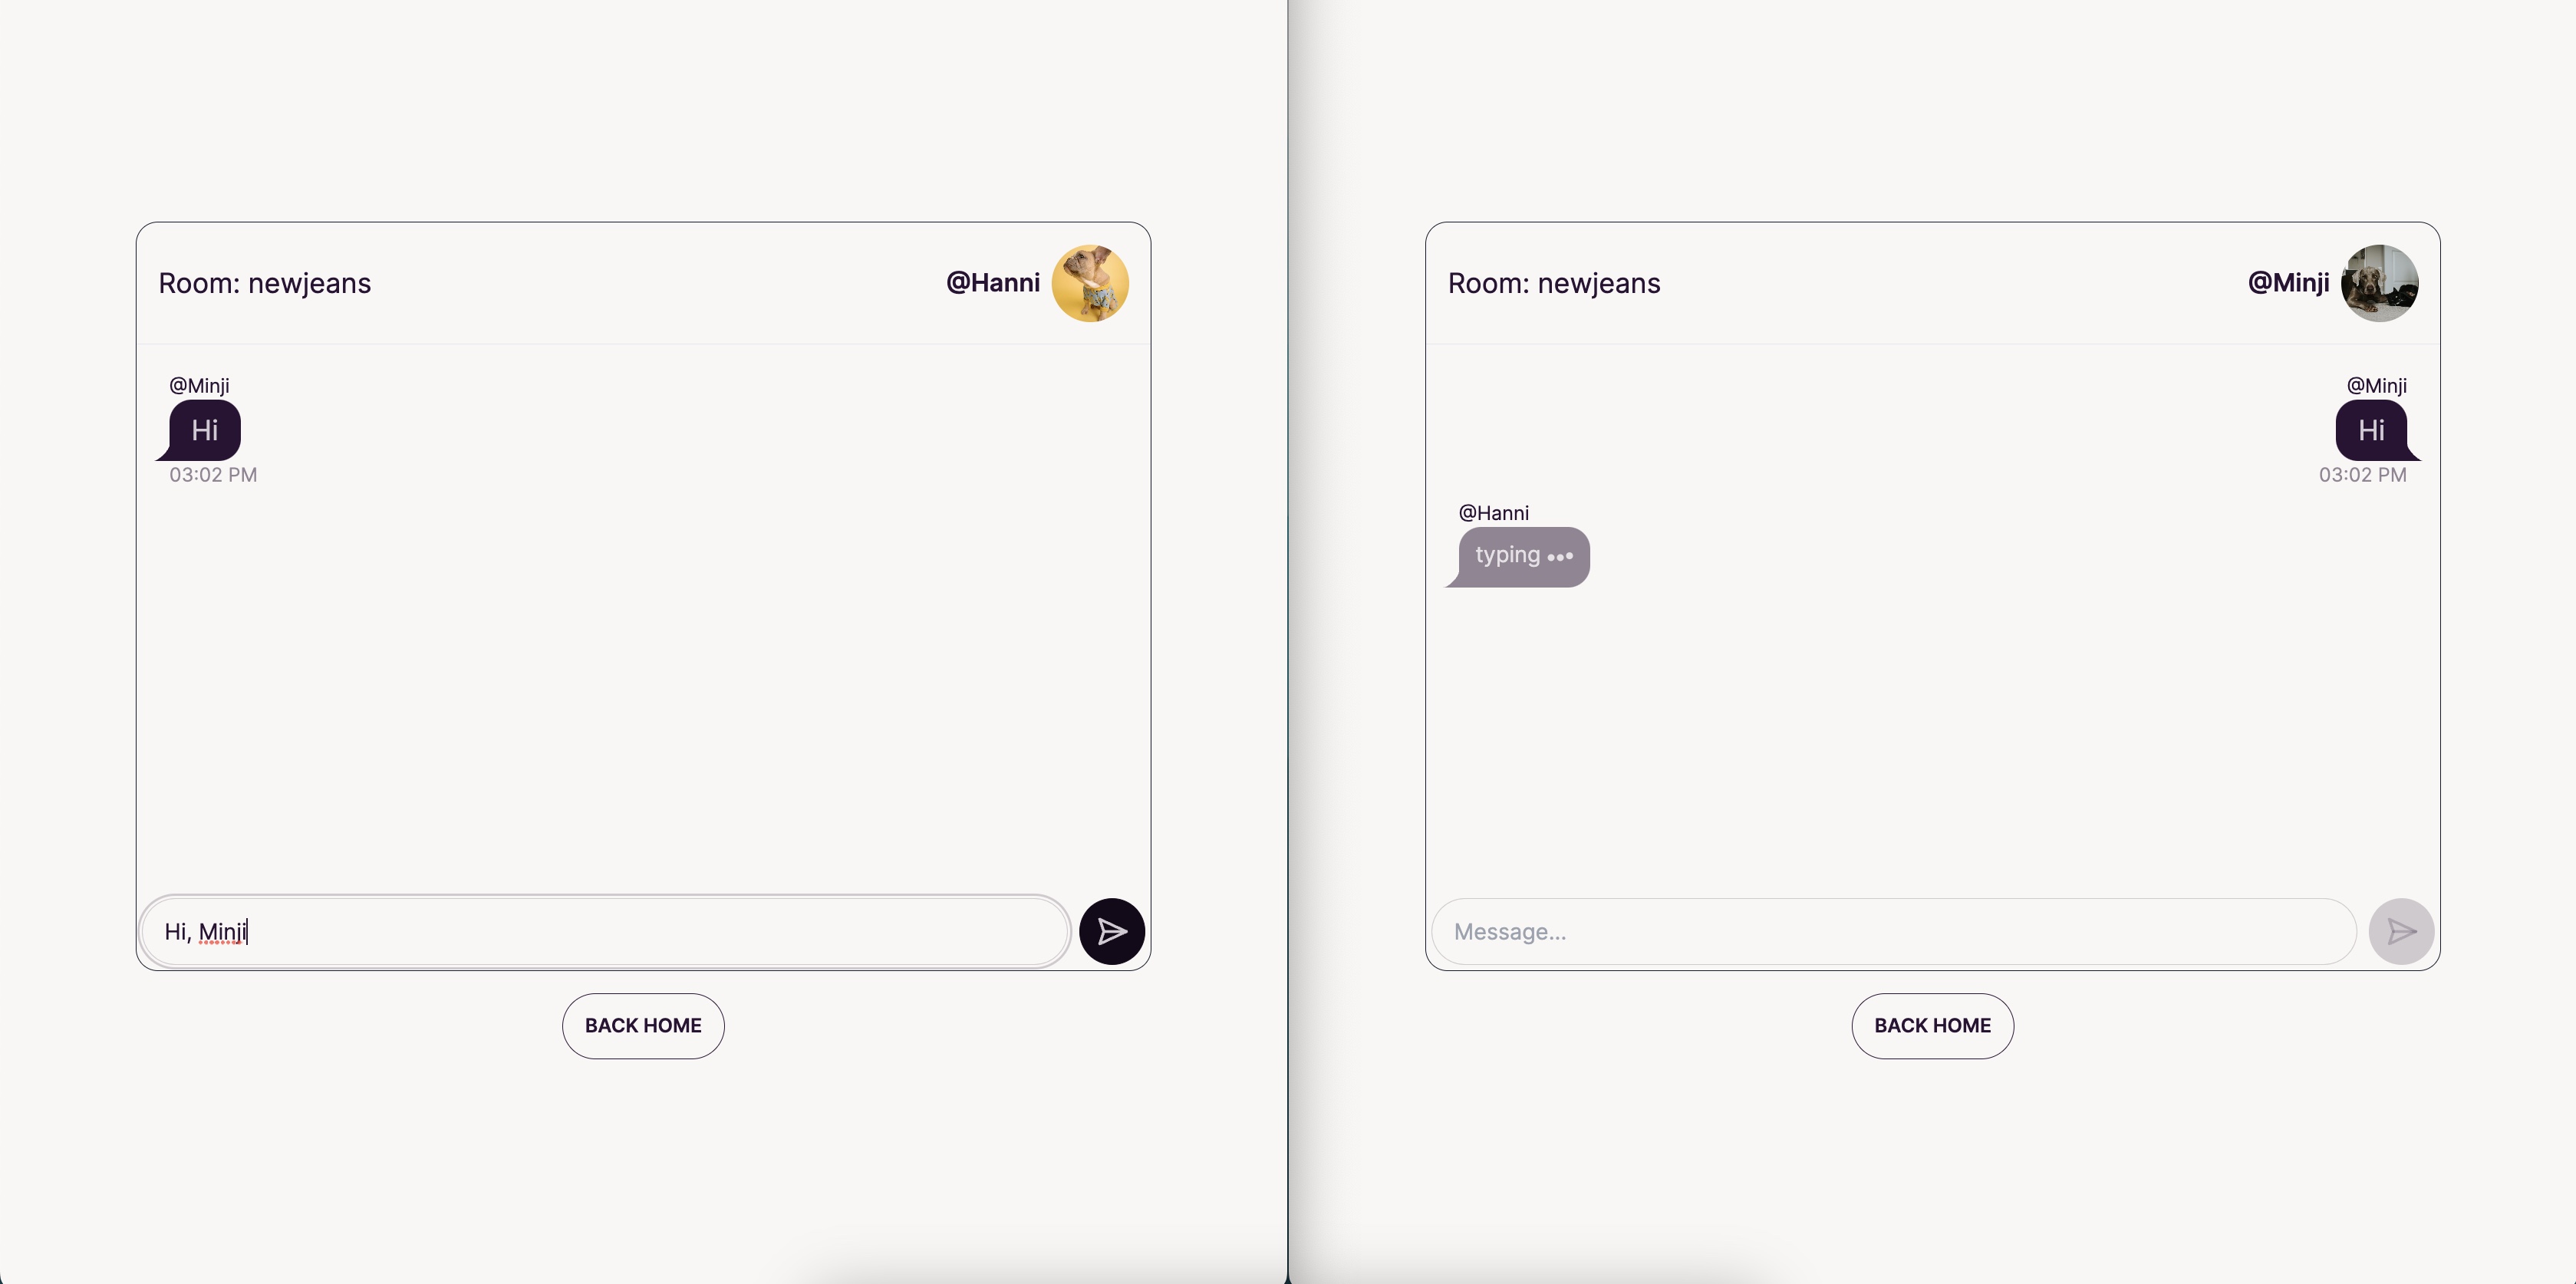 Room: newjeans
@Hanni
@Minji
Hi
03:02 PM
Hi, Minji
BACK HOME
Room: newjeans
@Minji
@Minji
Hi
03:02 PM
@Hanni
typing •••
Message...
BACK HOME